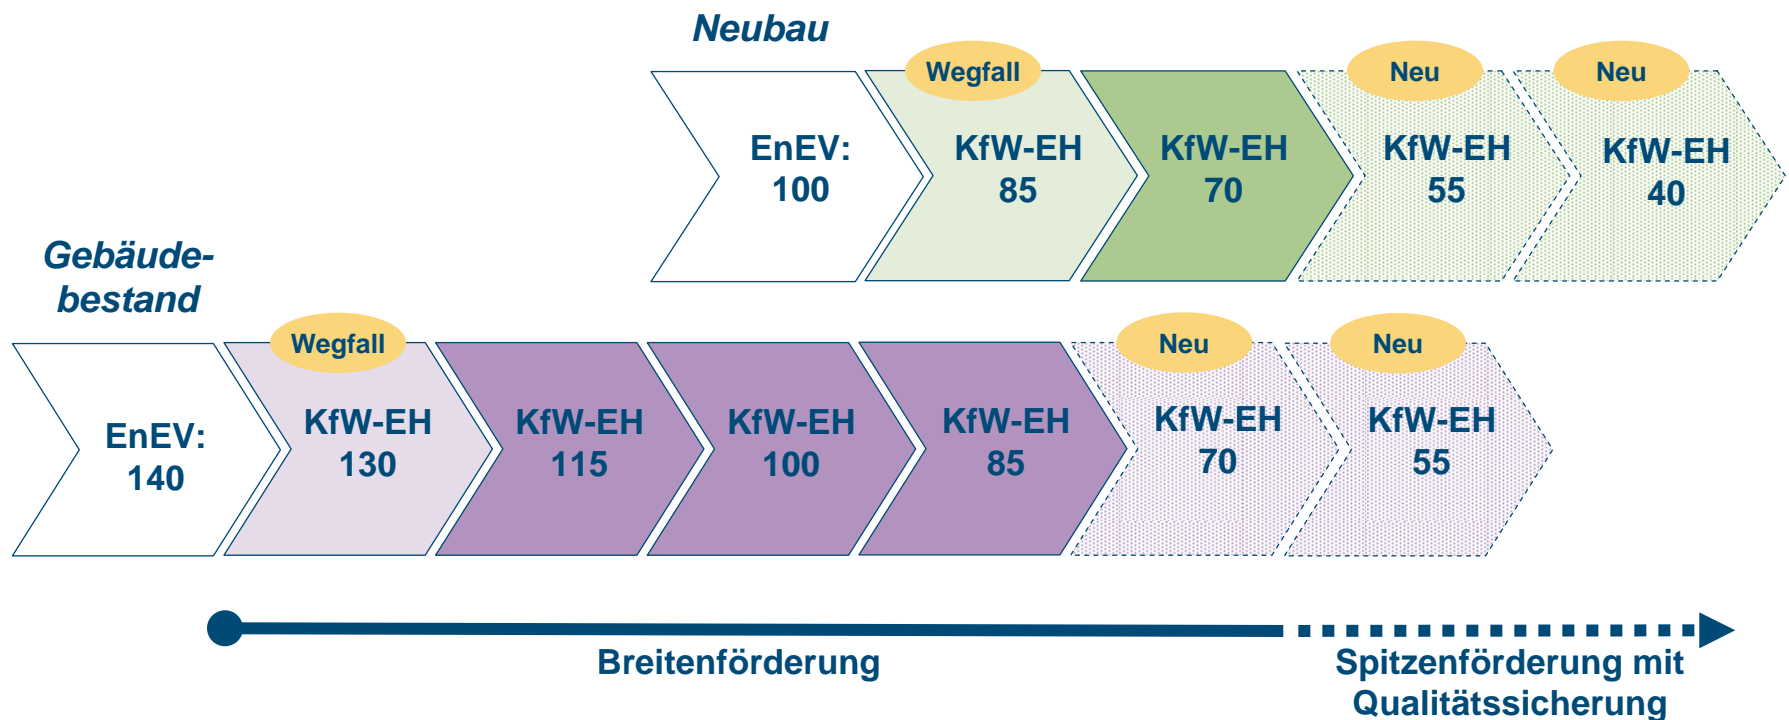 Neubau
Wegfall
Neu
Neu
EnEV:
100
KfW-EH
85
KfW-EH
70
KfW-EH
55
KfW-EH
40
Gebäude-
bestand
Wegfall
Neu
Neu
EnEV:
140
KfW-EH
130
KfW-EH
115
KfW-EH
100
KfW-EH
85
KfW-EH
70
KfW-EH
55
Breitenförderung
Spitzenförderung mit
Qualitätssicherung